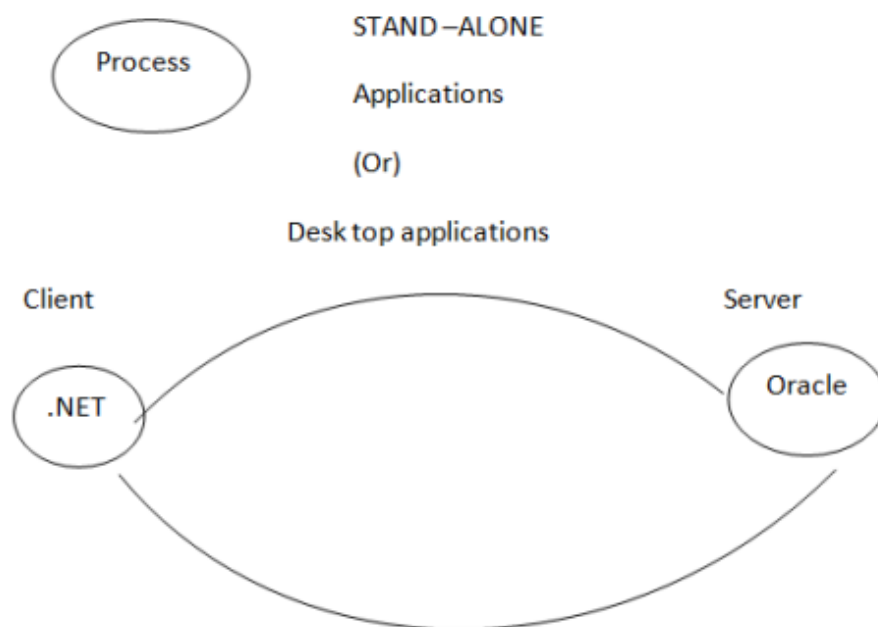 Process
STAND –ALONE
Applications
(Or)
Desk top applications
Client
Server
.NET
Oracle